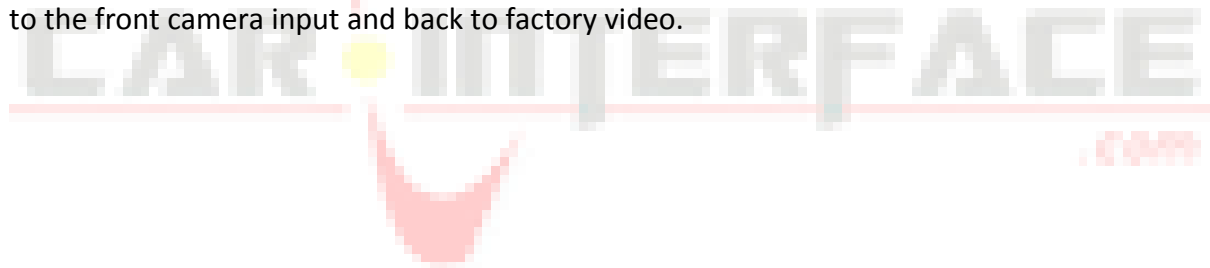 to the front camera input and back to factory video.
CAR INTERFACE
.com